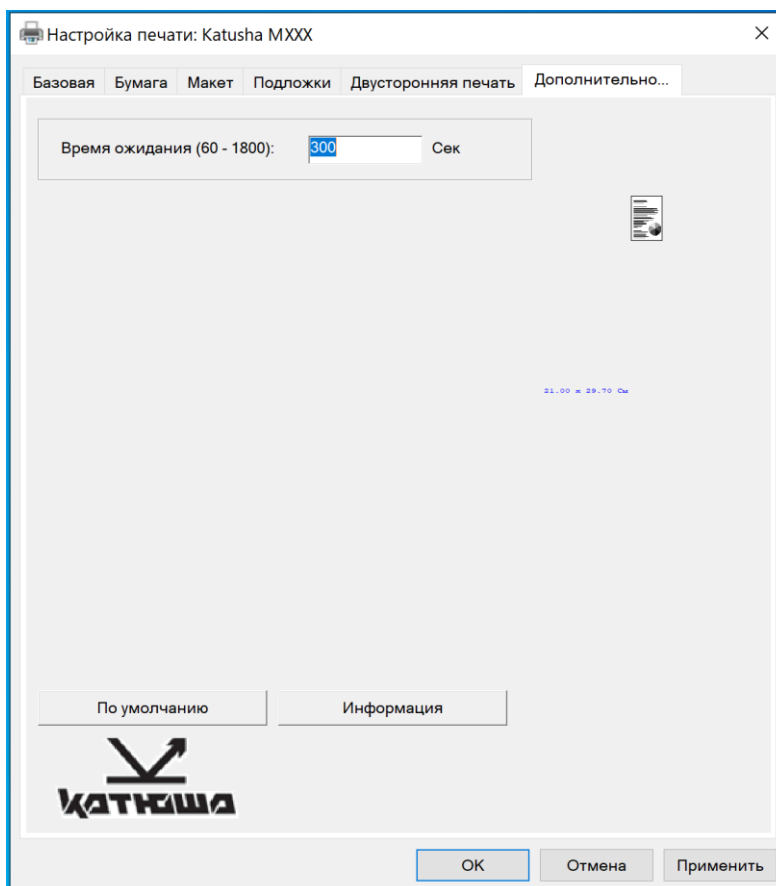 Настройка печати: Katusha MXXX
Базовая Бумага Макет Подложки Двусторонняя печать Дополнительно...
Время ожидания (60 - 1800): 300 Сек
21.00 x 29.70 См
По умолчанию Информация
катюша
OK Отмена Применить